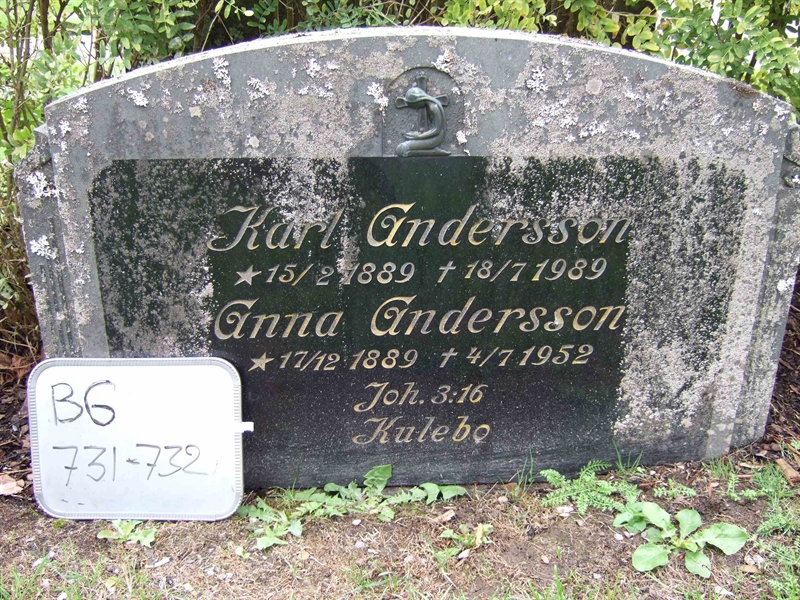 Karl Andersson
★ 15/2 1889 † 18/7 1989
Anna Andersson
★ 17/12 1889 † 4/7 1952
Joh. 3:16
Kulebo
BG
731-732